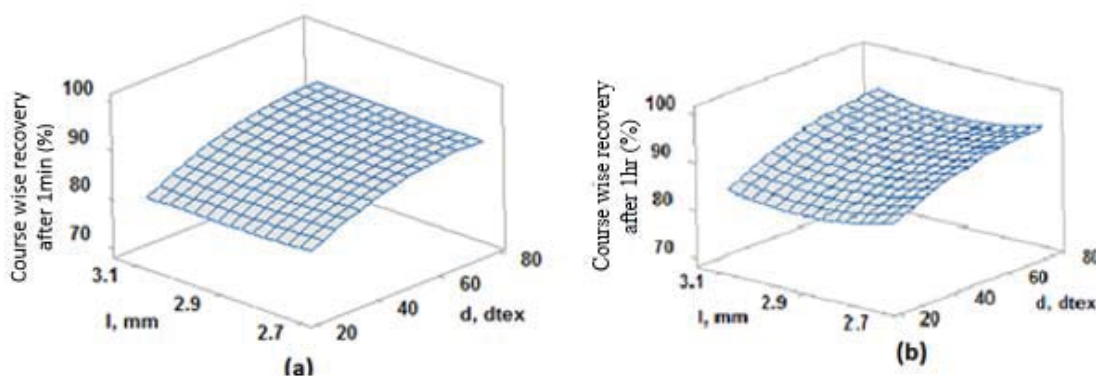 Course wise recovery
after 1min (%)
100
90
80
70
3.1
2.9
2.7
l, mm
20
40
60
80
d, dtex
(a)
Course wise recovery
after 1hr (%)
100
90
80
70
3.1
2.9
2.7
l, mm
20
40
60
80
d, dtex
(b)